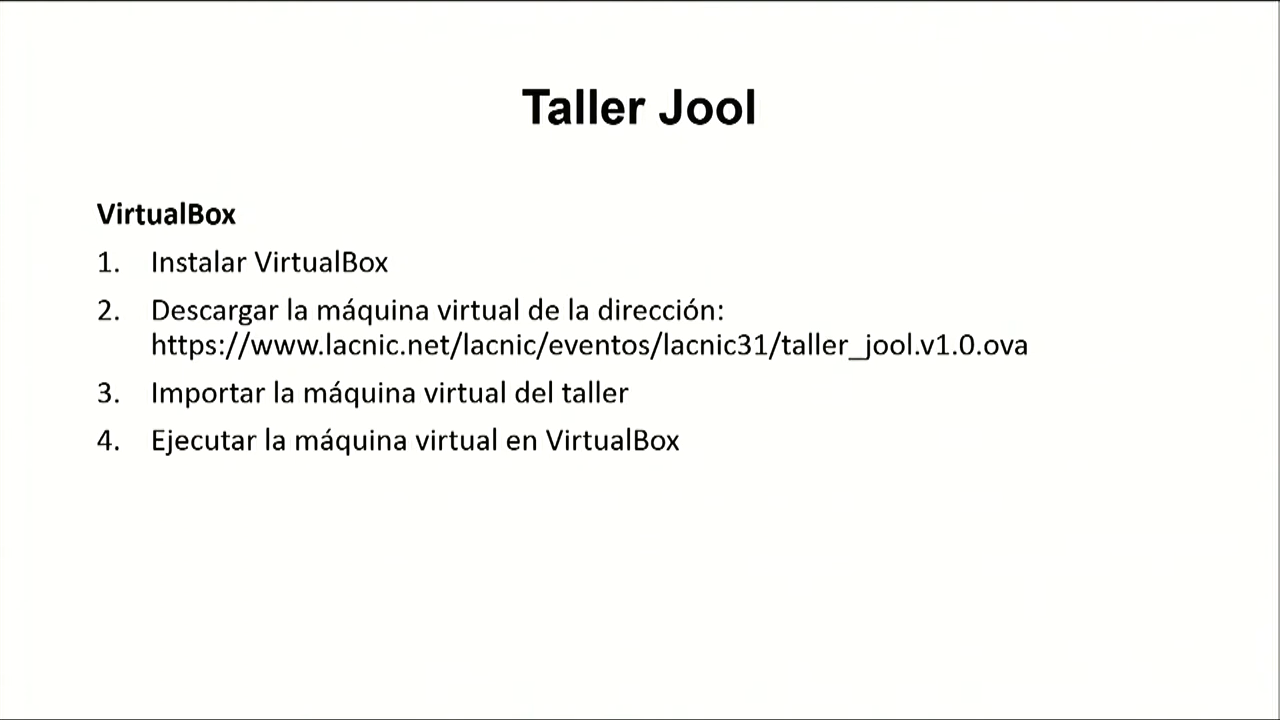 Taller Jool
VirtualBox
1. Instalar VirtualBox
2. Descargar la máquina virtual de la dirección:
https://www.lacnic.net/lacnic/eventos/lacnic31/taller_jool.v1.0.ova
3. Importar la máquina virtual del taller
4. Ejecutar la máquina virtual en VirtualBox